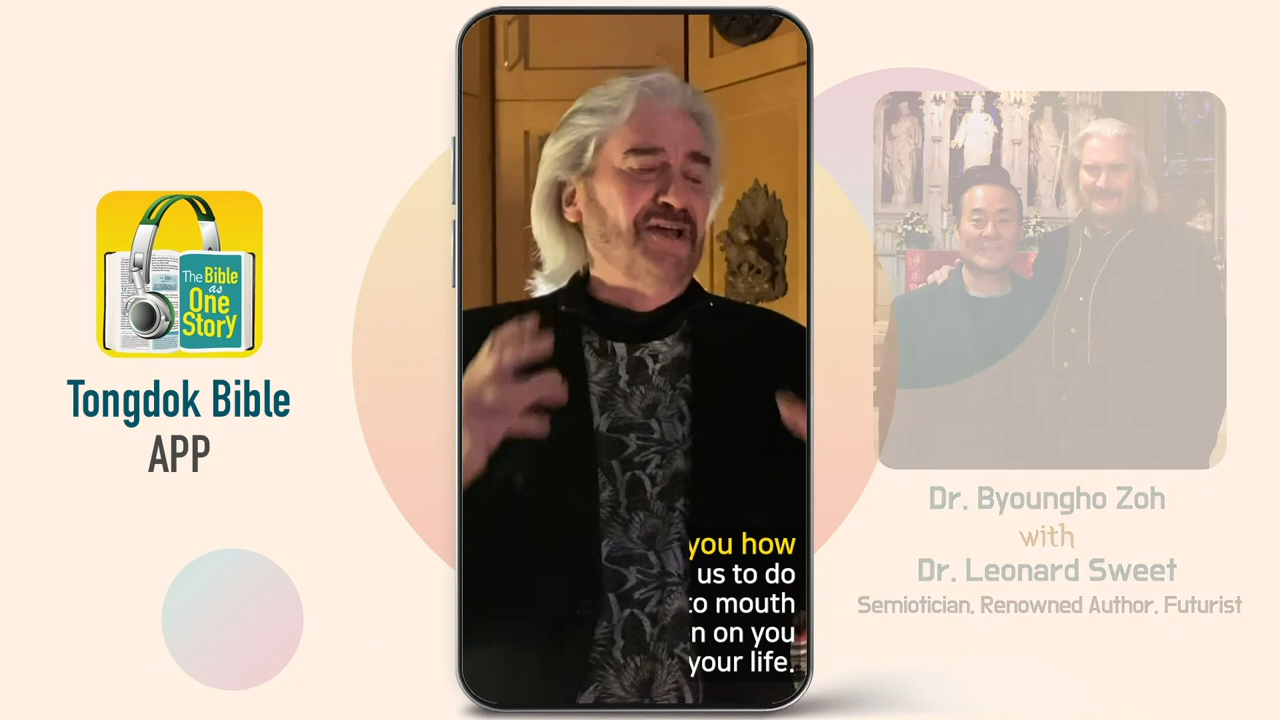 The Bible
as
One
Story
Tongdok Bible
APP
you how
us to do
to mouth
n on you
your life.
Dr. Byoungho Zoh
with
Dr. Leonard Sweet
Semiotician, Renowned Author, Futurist